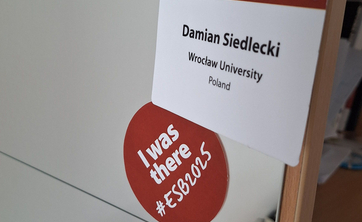 Damian Siedlecki
Wrocław University
Poland
I was
there
#ESB2025